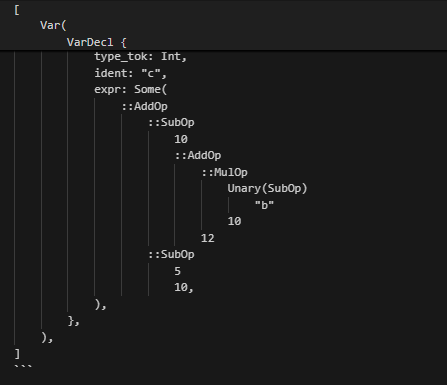 [
    Var(
        VarDecl {
            type_tok: Int,
            ident: "c",
            expr: Some(
                ::AddOp
                    ::SubOp
                        10
                        ::AddOp
                            ::MulOp
                                Unary(SubOp)
                                    "b"
                                10
                            12
                    ::SubOp
                        5
                        10,
            ),
        },
    ),
]
```